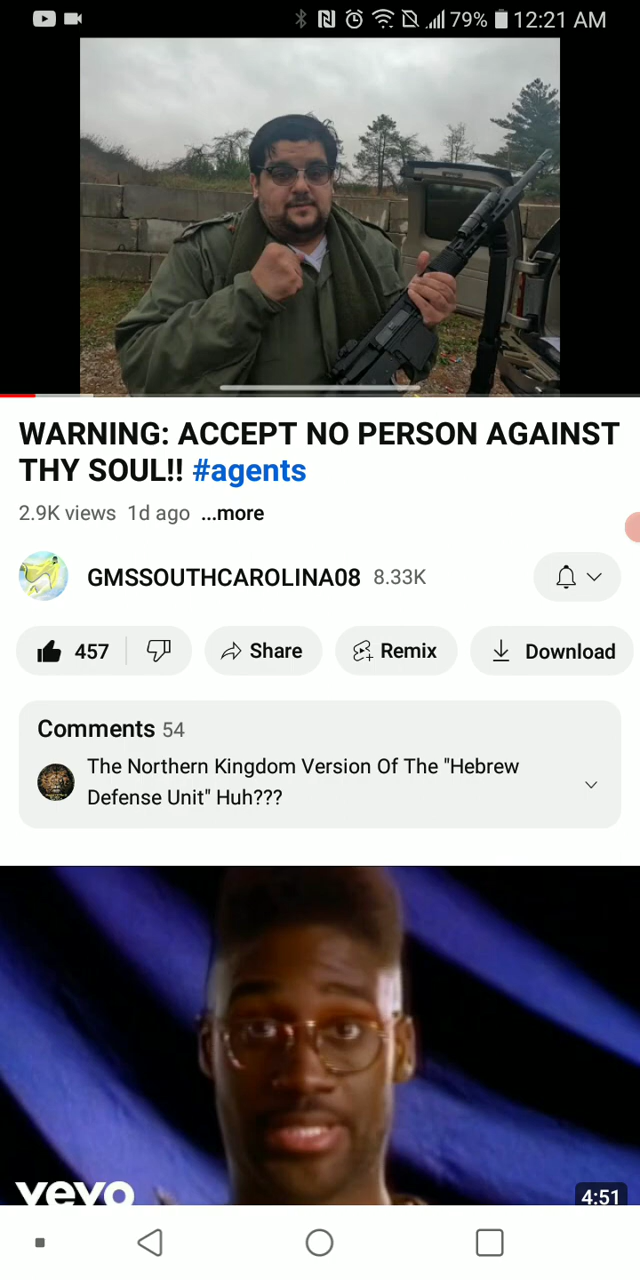 79% 12:21 AM
WARNING: ACCEPT NO PERSON AGAINST
THY SOUL!! #agents
2.9K views 1d ago ...more
GMSSOUTHCAROLINA08 8.33K
457 Share Remix Download
Comments 54
The Northern Kingdom Version Of The "Hebrew
Defense Unit" Huh???
vevo 4:51